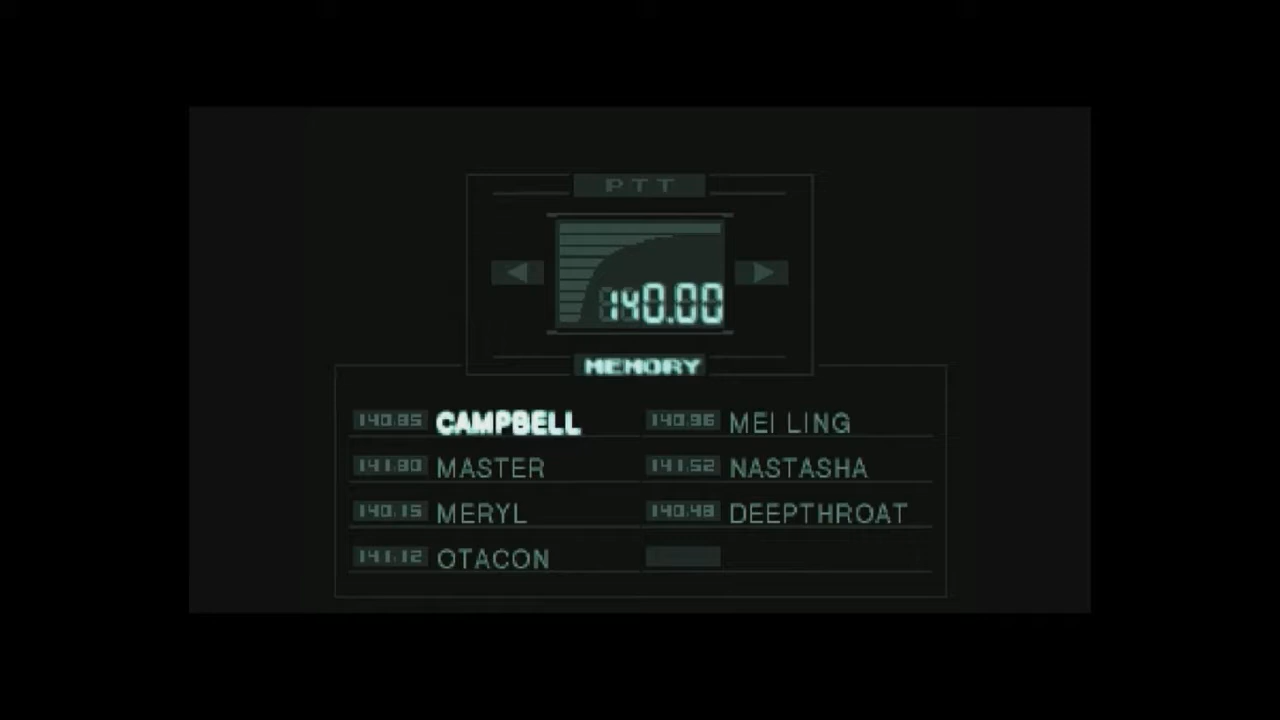 PTT
140.00
MEMORY
140.85 CAMPBELL 140.96 MEI LING
141.80 MASTER 141.52 NASTASHA
140.15 MERYL 140.48 DEEPTHROAT
141.12 OTACON